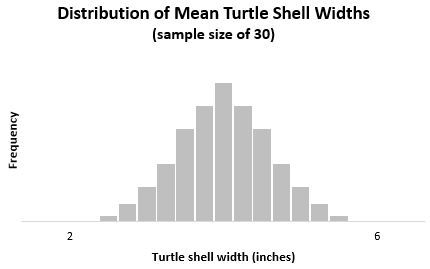 Distribution of Mean Turtle Shell Widths
(sample size of 30)
Frequency
2 6
Turtle shell width (inches)